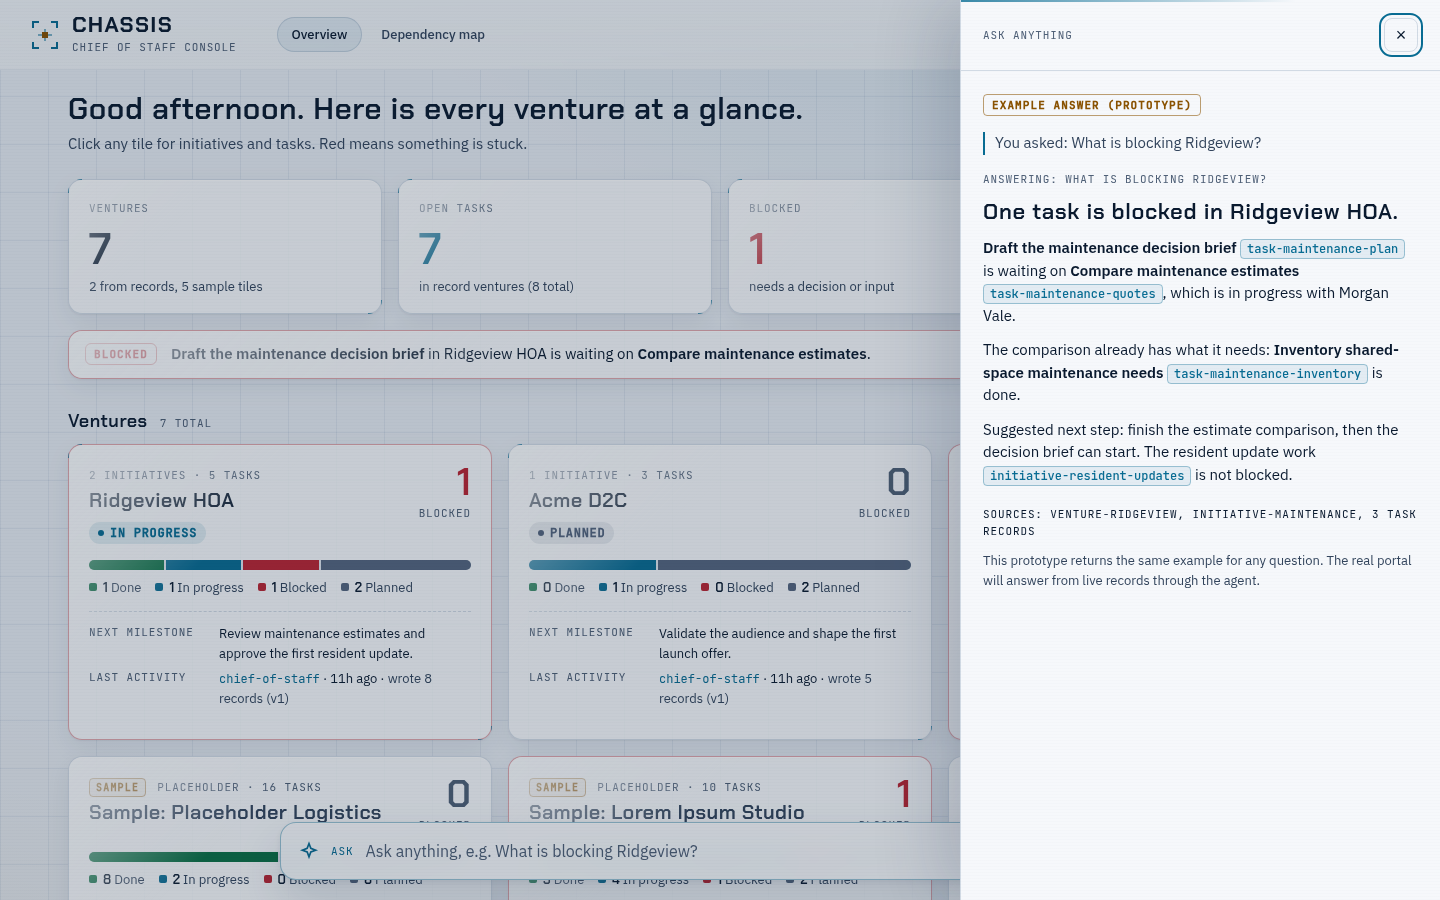 CHASSIS
CHIEF OF STAFF CONSOLE
Overview
Dependency map
Good afternoon. Here is every venture at a glance.
Click any tile for initiatives and tasks. Red means something is stuck.
VENTURES
7
2 from records, 5 sample tiles
OPEN TASKS
7
in record ventures (8 total)
BLOCKED
1
needs a decision or input
BLOCKED Draft the maintenance decision brief in Ridgeview HOA is waiting on Compare maintenance estimates.
Ventures 7 TOTAL
2 INITIATIVES · 5 TASKS
Ridgeview HOA
1
BLOCKED
IN PROGRESS
1 Done 1 In progress 1 Blocked 2 Planned
NEXT MILESTONE Review maintenance estimates and
approve the first resident update.
LAST ACTIVITY chief-of-staff · 11h ago · wrote 8
records (v1)
1 INITIATIVE · 3 TASKS
Acme D2C
0
BLOCKED
PLANNED
0 Done 1 In progress 0 Blocked 2 Planned
NEXT MILESTONE Validate the audience and shape the first
launch offer.
LAST ACTIVITY chief-of-staff · 11h ago · wrote 5
records (v1)
SAMPLE PLACEHOLDER · 16 TASKS
Sample: Placeholder Logistics
0
8 Done 2 In progress 0 Blocked
Planned
SAMPLE PLACEHOLDER · 10 TASKS
Sample: Lorem Ipsum Studio
1
Done In progress Blocked Planned
ASK Ask anything, e.g. What is blocking Ridgeview?
ASK ANYTHING
×
EXAMPLE ANSWER (PROTOTYPE)
You asked: What is blocking Ridgeview?
ANSWERING: WHAT IS BLOCKING RIDGEVIEW?
One task is blocked in Ridgeview HOA.
Draft the maintenance decision brief task-maintenance-plan
is waiting on Compare maintenance estimates
task-maintenance-quotes, which is in progress with Morgan
Vale.
The comparison already has what it needs: Inventory shared-
space maintenance needs task-maintenance-inventory is
done.
Suggested next step: finish the estimate comparison, then the
decision brief can start. The resident update work
initiative-resident-updates is not blocked.
SOURCES: VENTURE-RIDGEVIEW, INITIATIVE-MAINTENANCE, 3 TASK
RECORDS
This prototype returns the same example for any question. The real portal
will answer from live records through the agent.